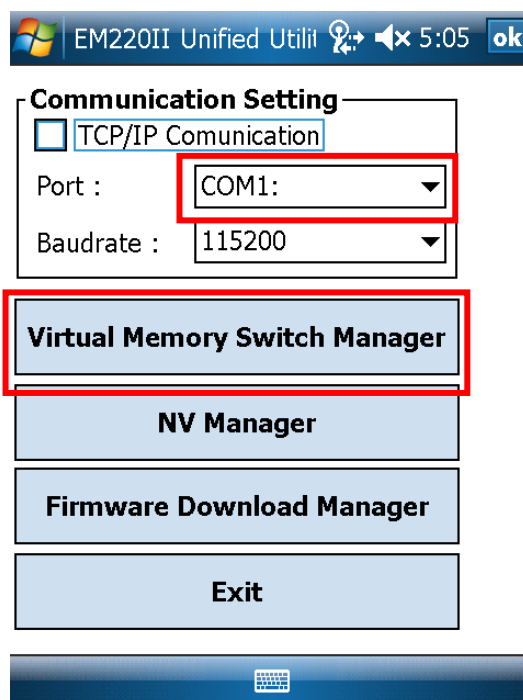 EM220II Unified Utilit 5:05 ok
Communication Setting
TCP/IP Comunication
Port : COM1:
Baudrate : 115200
Virtual Memory Switch Manager
NV Manager
Firmware Download Manager
Exit